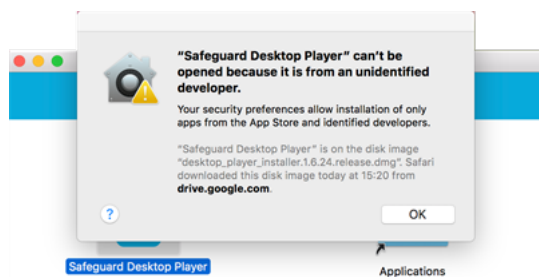 "Safeguard Desktop Player" can't be
opened because it is from an unidentified
developer.
Your security preferences allow installation of only
apps from the App Store and identified developers.
"Safeguard Desktop Player" is on the disk image
"desktop_player_installer.1.6.24.release.dmg". Safari
downloaded this disk image today at 15:20 from
drive.google.com.
?
OK
Safeguard Desktop Player
Applications